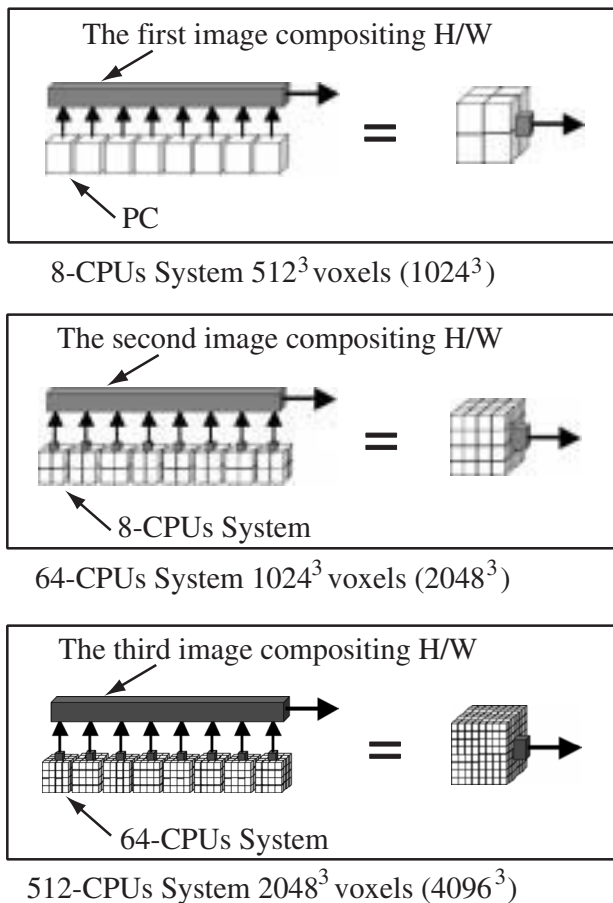 The first image compositing H/W
=
PC
8-CPUs System 512³ voxels (1024³)
The second image compositing H/W
=
8-CPUs System
64-CPUs System 1024³ voxels (2048³)
The third image compositing H/W
=
64-CPUs System
512-CPUs System 2048³ voxels (4096³)